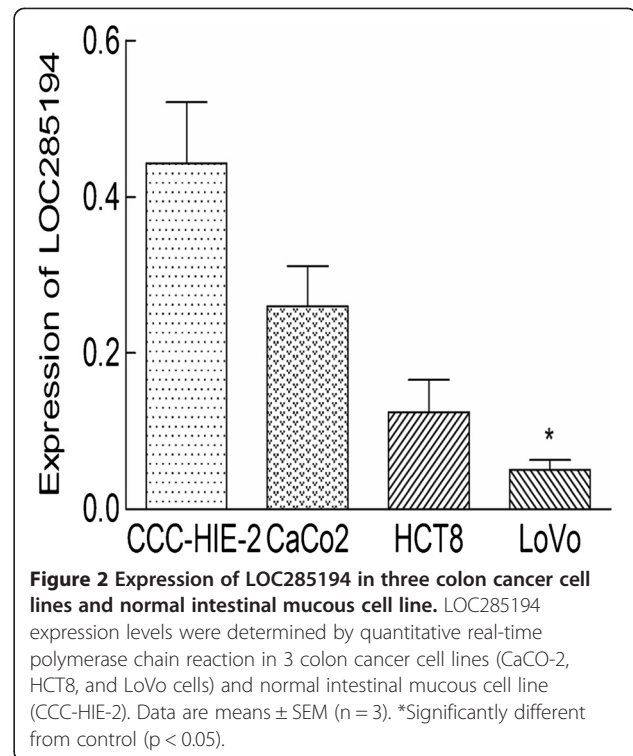 0.6
0.4
0.2
0.0
Expression of LOC285194
*
CCC-HIE-2 CaCo2 HCT8 LoVo
Figure 2 Expression of LOC285194 in three colon cancer cell
lines and normal intestinal mucous cell line. LOC285194
expression levels were determined by quantitative real-time
polymerase chain reaction in 3 colon cancer cell lines (CaCO-2,
HCT8, and LoVo cells) and normal intestinal mucous cell line
(CCC-HIE-2). Data are means ± SEM (n = 3). *Significantly different
from control (p < 0.05).